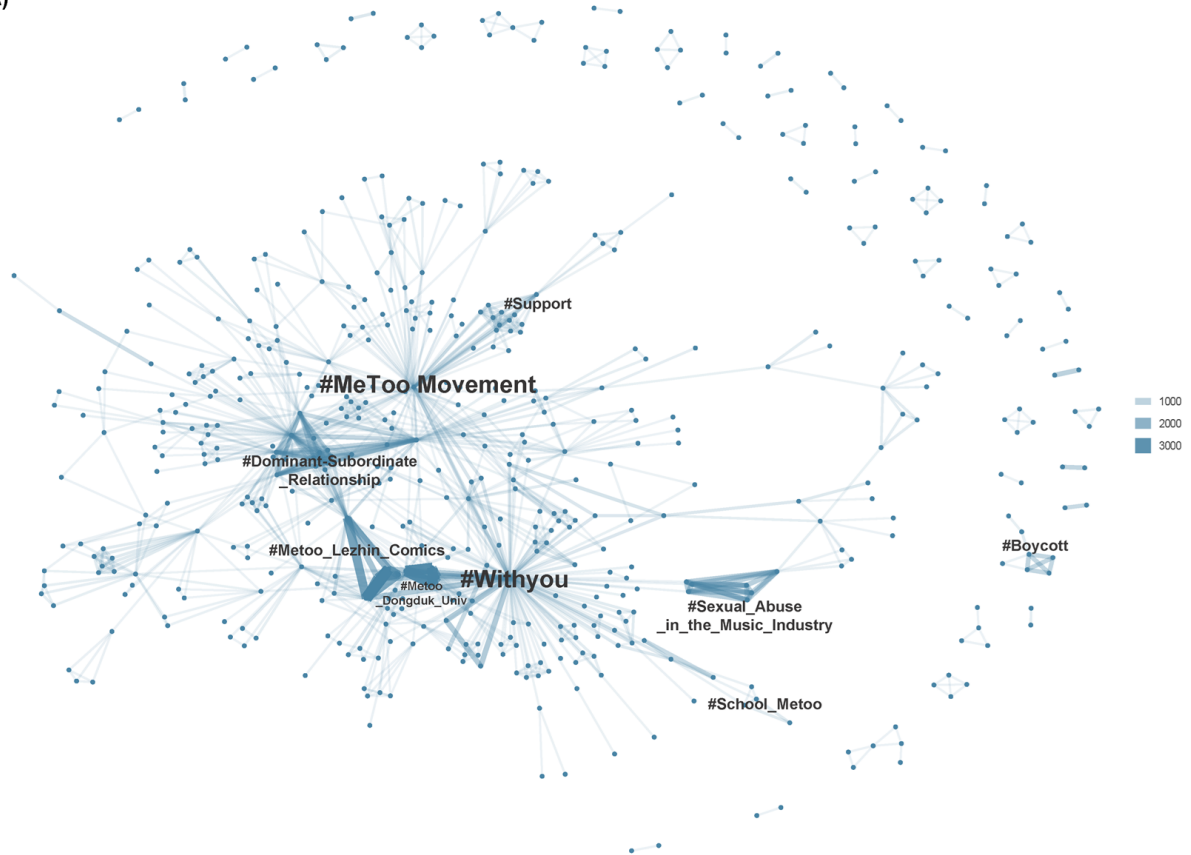 )
#Support
#MeToo Movement
1000
2000
3000
#Dominant-Subordinate
_Relationship
#Metoo_Lezhin_Comics
#Boycott
#Withyou
#Metoo
_Dongduk_Univ
#Sexual_Abuse
_in_the_Music_Industry
#School_Metoo